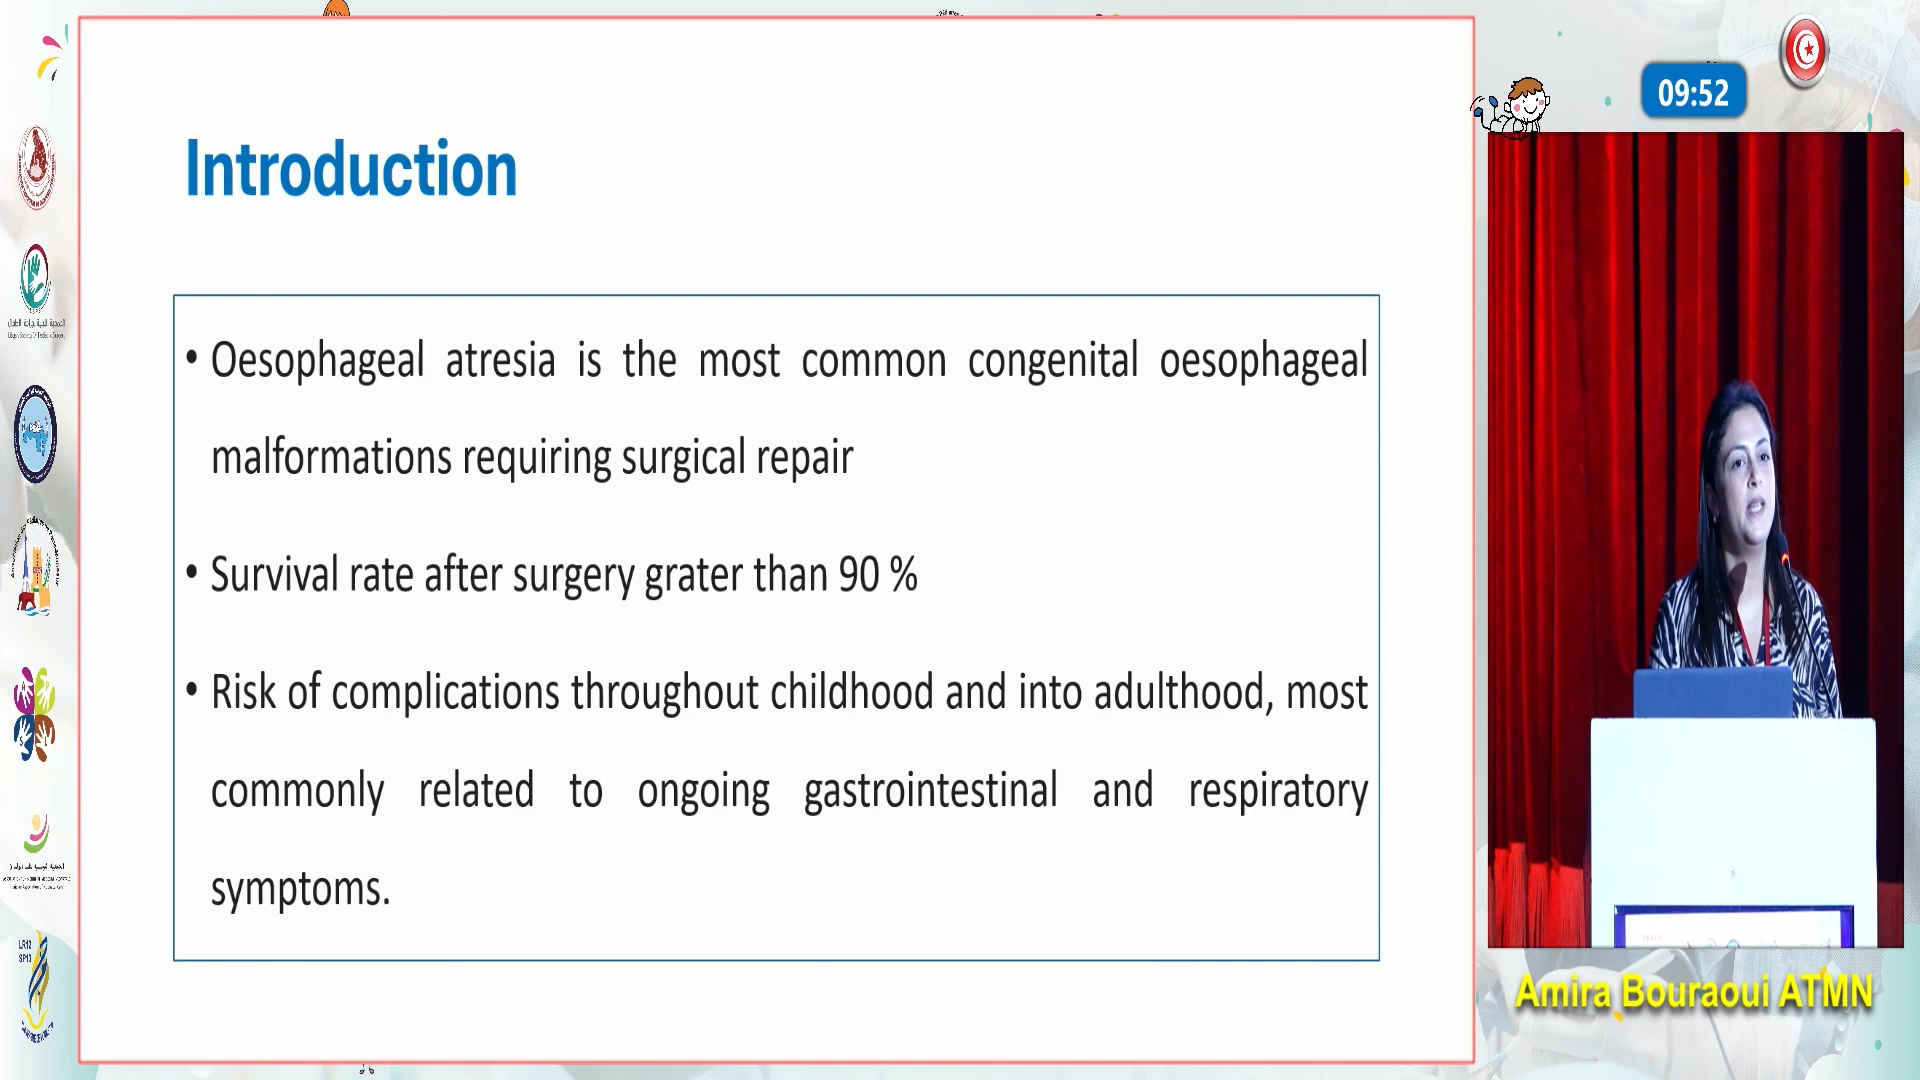 Introduction
• Oesophageal atresia is the most common congenital oesophageal
malformations requiring surgical repair
• Survival rate after surgery grater than 90 %
• Risk of complications throughout childhood and into adulthood, most
commonly related to ongoing gastrointestinal and respiratory
symptoms.
09:52
Amira Bouraoui ATMN
LR12
SP13